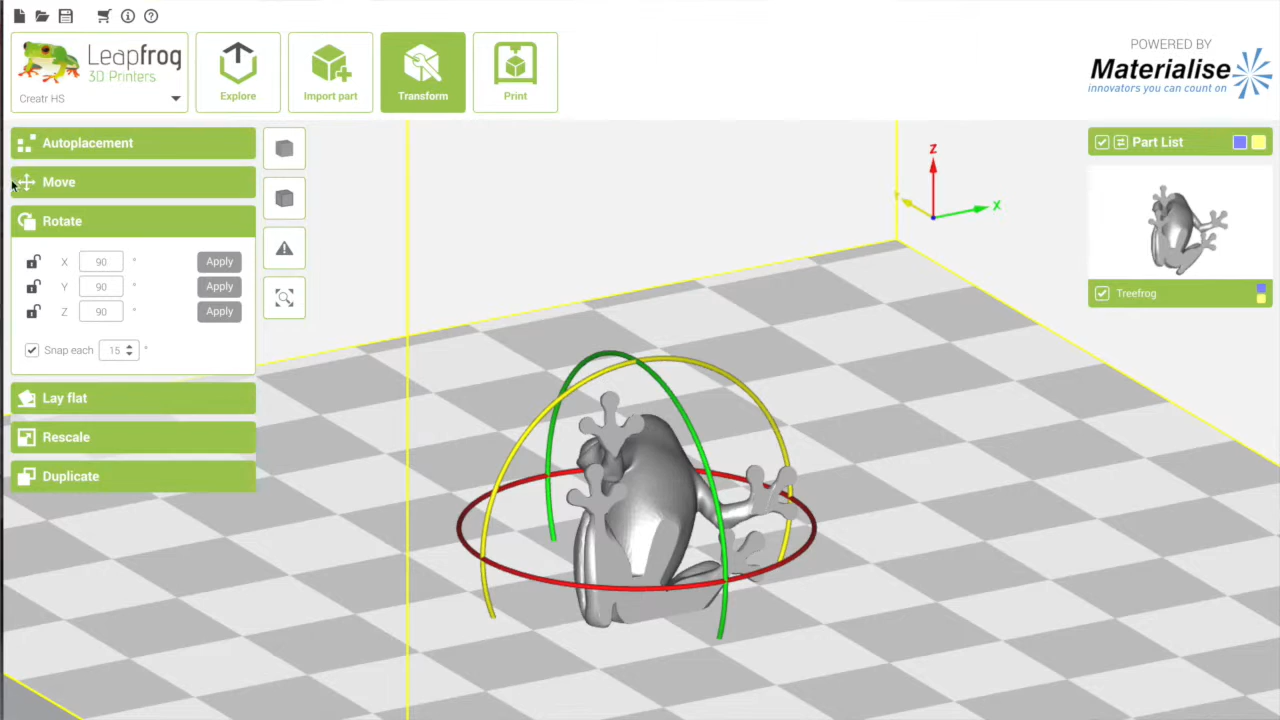 Leapfrog
3D Printers
Creatr HS
Explore
Import part
Transform
Print
POWERED BY
Materialise
innovators you can count on
Autoplacement
Move
Rotate
X 90 ° Apply
Y 90 ° Apply
Z 90 ° Apply
Snap each 15 °
Lay flat
Rescale
Duplicate
Z
X
Part List
Treefrog